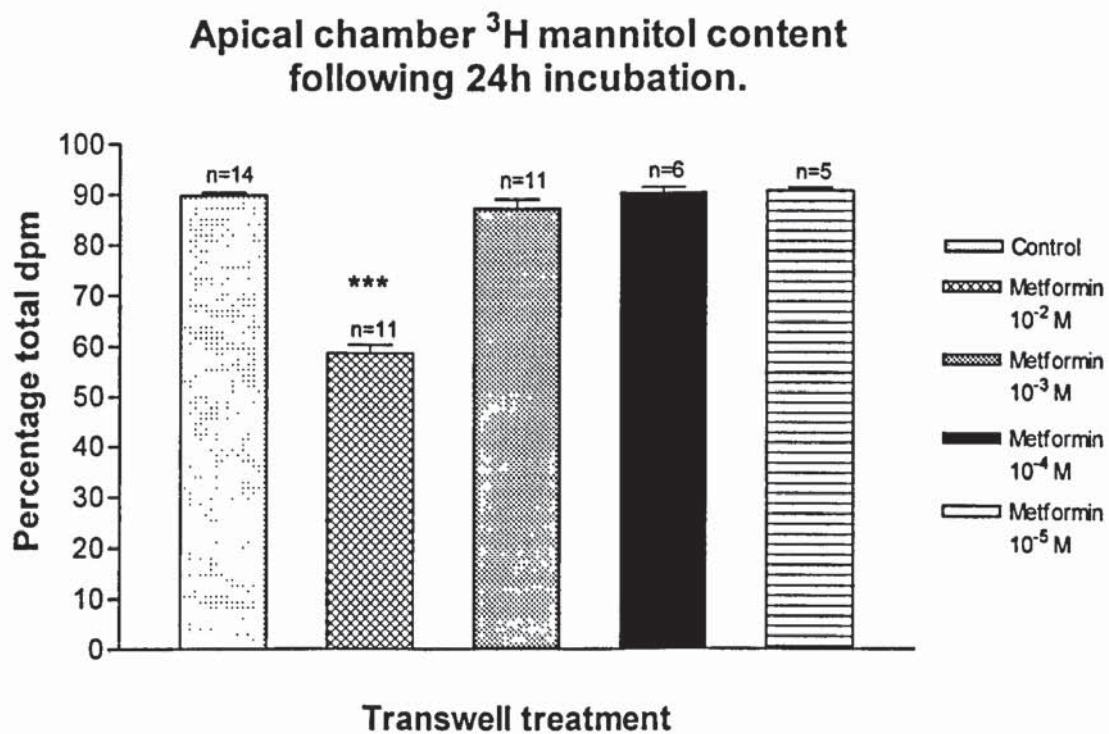 Apical chamber ³H mannitol content
following 24h incubation.
Percentage total dpm
100
90
80
70
60
50
40
30
20
10
0
n=14
***
n=11
n=11
n=6
n=5
Transwell treatment
Control
Metformin
10⁻² M
Metformin
10⁻³ M
Metformin
10⁻⁴ M
Metformin
10⁻⁵ M